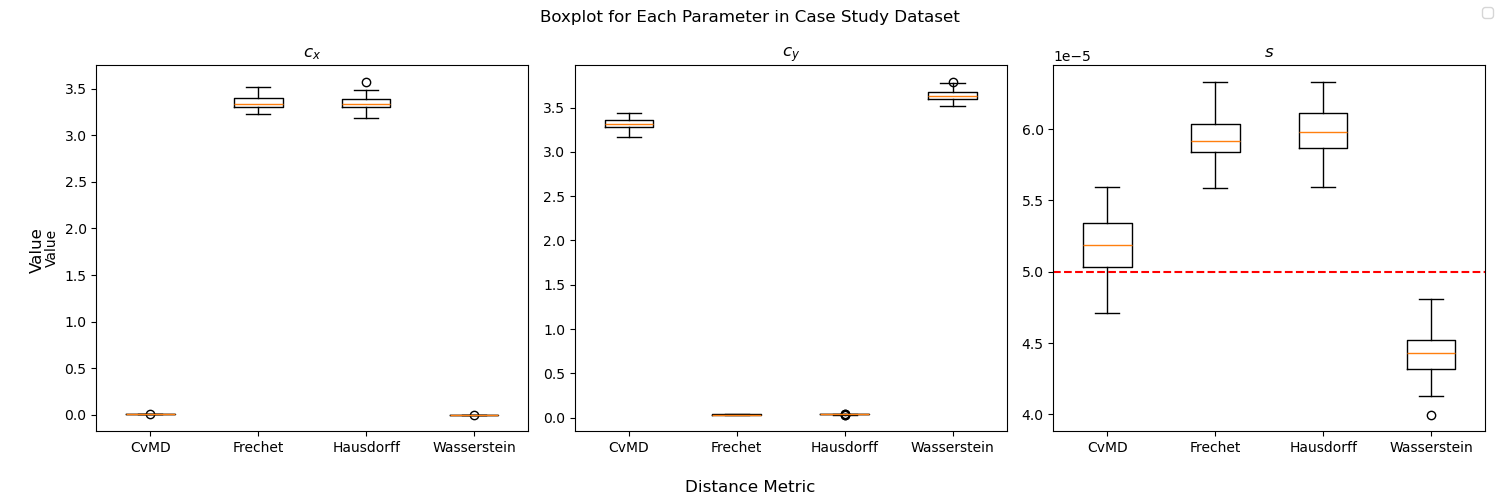 Boxplot for Each Parameter in Case Study Dataset
c_x
3.5
3.0
2.5
2.0
1.5
1.0
0.5
0.0
Value
Value
CvMD Frechet Hausdorff Wasserstein
c_y
3.5
3.0
2.5
2.0
1.5
1.0
0.5
0.0
CvMD Frechet Hausdorff Wasserstein
1e−5
s
6.0
5.5
5.0
4.5
4.0
CvMD Frechet Hausdorff Wasserstein
Distance Metric